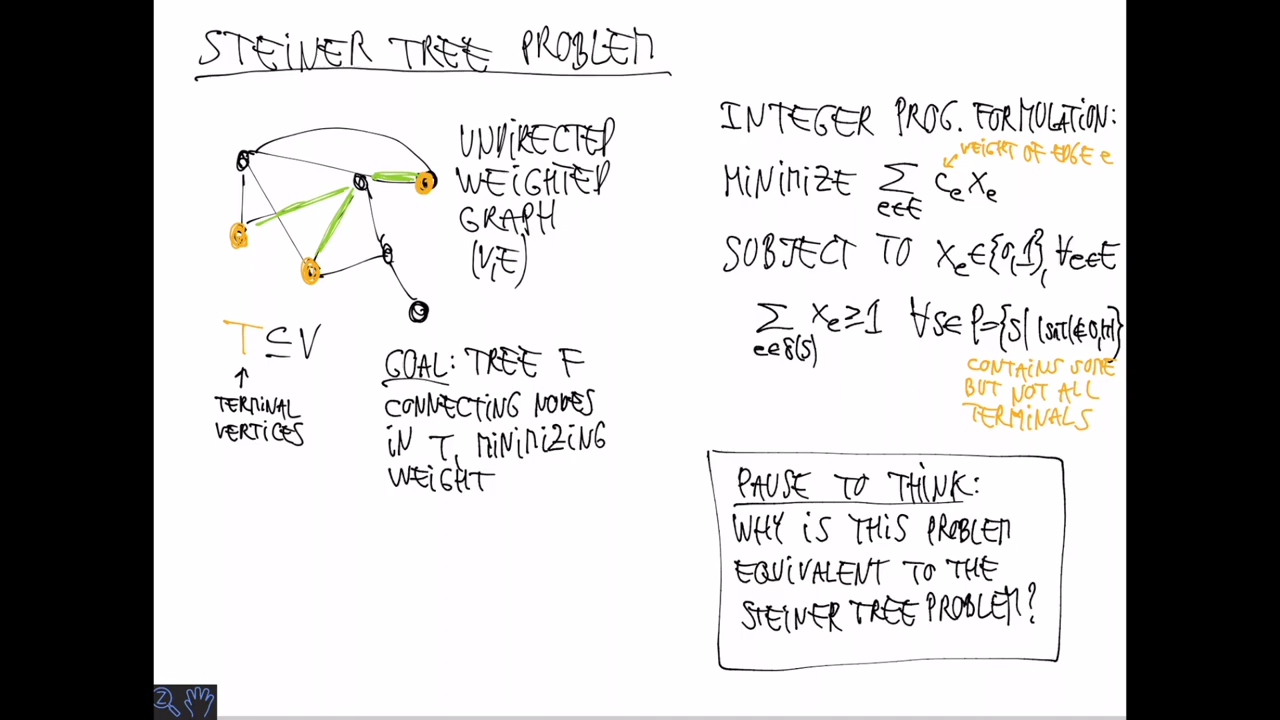 STEINER TREE PROBLEM
UNDIRECTED
WEIGHTED
GRAPH
(V,E)
T ⊆ V
TERMINAL
VERTICES
GOAL: TREE F
CONNECTING NODES
IN T, MINIMIZING
WEIGHT
INTEGER PROG. FORMULATION:
WEIGHT OF EDGE e
MINIMIZE ∑ e∈E c_e x_e
SUBJECT TO x_e ∈ {0,1}, ∀e∈E
∑ e∈δ(S) x_e ≥ 1 ∀S∈ P={S| |S∩T|∉0,|T|}
CONTAINS SOME
BUT NOT ALL
TERMINALS
PAUSE TO THINK:
WHY IS THIS PROBLEM
EQUIVALENT TO THE
STEINER TREE PROBLEM?